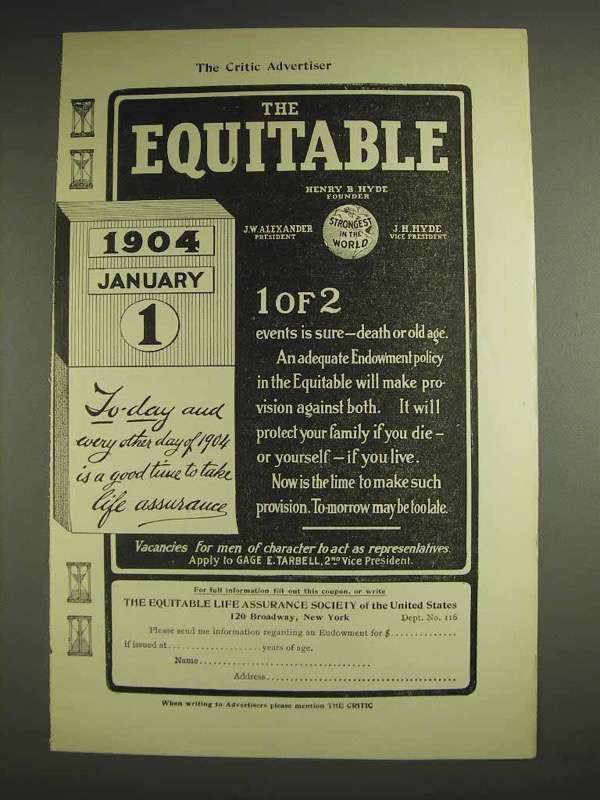 The Critic Advertiser
THE
EQUITABLE
HENRY B. HYDE
FOUNDER
J.W. ALEXANDER
PRESIDENT
STRONGEST
IN THE
WORLD
J.H. HYDE
VICE PRESIDENT
1904
JANUARY
1
To-day and
every other day of 1904
is a good time to take
life assurance
1 OF 2
events is sure—death or old age.
An adequate Endowment policy
in the Equitable will make pro-
vision against both. It will
protect your family if you die—
or yourself—if you live.
Now is the time to make such
provision. To-morrow may be too late.
Vacancies for men of character to act as representatives.
Apply to GAGE E. TARBELL, 2ND Vice President.
For full information fill out this coupon, or write
THE EQUITABLE LIFE ASSURANCE SOCIETY of the United States
120 Broadway, New York Dept. No. 116
Please send me information regarding an Endowment for $....................
if issued at.................... years of age.
Name........................................
Address........................................
When writing to Advertisers please mention THE CRITIC